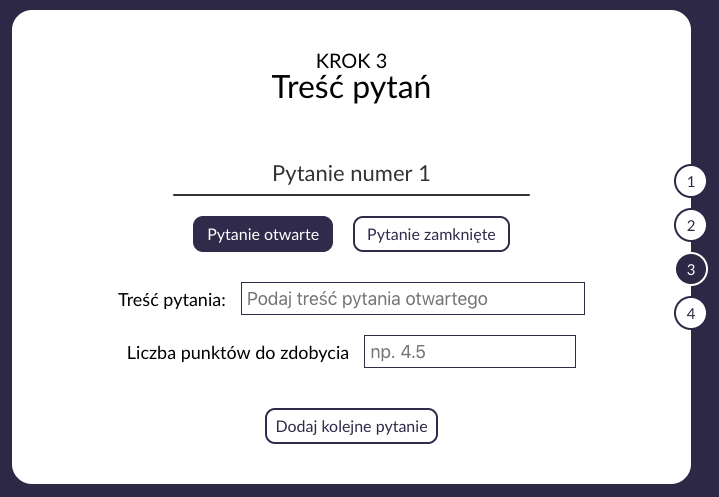 KROK 3
Treść pytań
Pytanie numer 1
Pytanie otwarte Pytanie zamknięte
Treść pytania: Podaj treść pytania otwartego
Liczba punktów do zdobycia np. 4.5
Dodaj kolejne pytanie
1
2
3
4